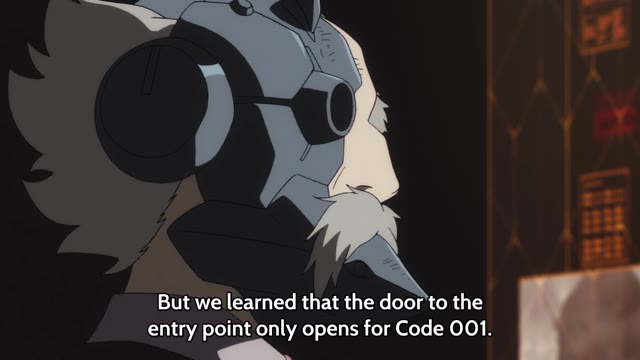 But we learned that the door to the
entry point only opens for Code 001.